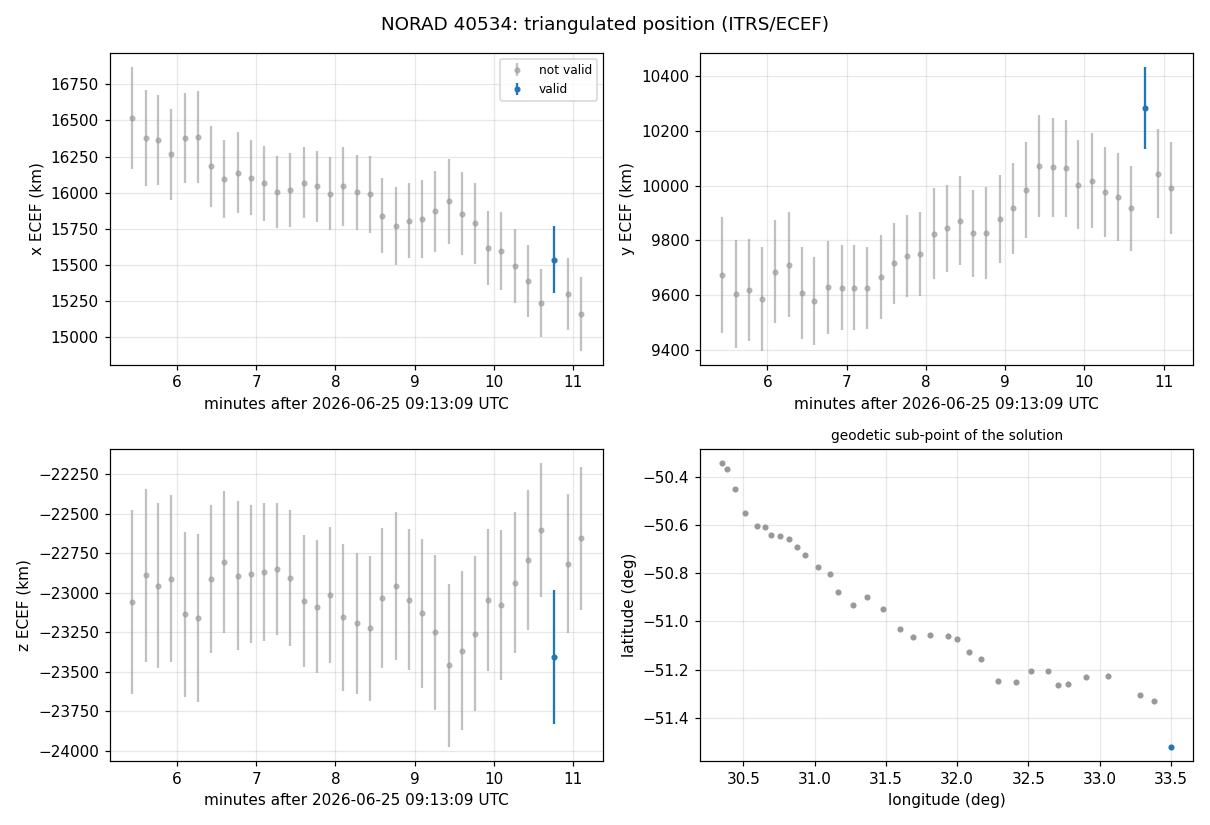 NORAD 40534: triangulated position (ITRS/ECEF)
not valid
valid
x ECEF (km)
16750
16500
16250
16000
15750
15500
15250
15000
6 7 8 9 10 11
minutes after 2026-06-25 09:13:09 UTC
y ECEF (km)
10400
10200
10000
9800
9600
9400
6 7 8 9 10 11
minutes after 2026-06-25 09:13:09 UTC
z ECEF (km)
−22250
−22500
−22750
−23000
−23250
−23500
−23750
−24000
6 7 8 9 10 11
minutes after 2026-06-25 09:13:09 UTC
geodetic sub-point of the solution
latitude (deg)
−50.4
−50.6
−50.8
−51.0
−51.2
−51.4
30.5 31.0 31.5 32.0 32.5 33.0 33.5
longitude (deg)